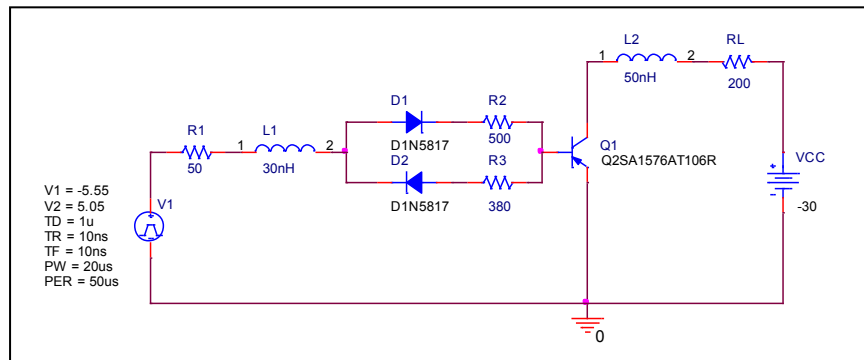 L2
RL
1
2
50nH
200
D1
R2
R1
L1
1
2
D1N5817
500
50
30nH
D2
R3
Q1
Q2SA1576AT106R
D1N5817
380
VCC
-30
V1 = -5.55
V2 = 5.05
TD = 1u
TR = 10ns
TF = 10ns
PW = 20us
PER = 50us
V1
0